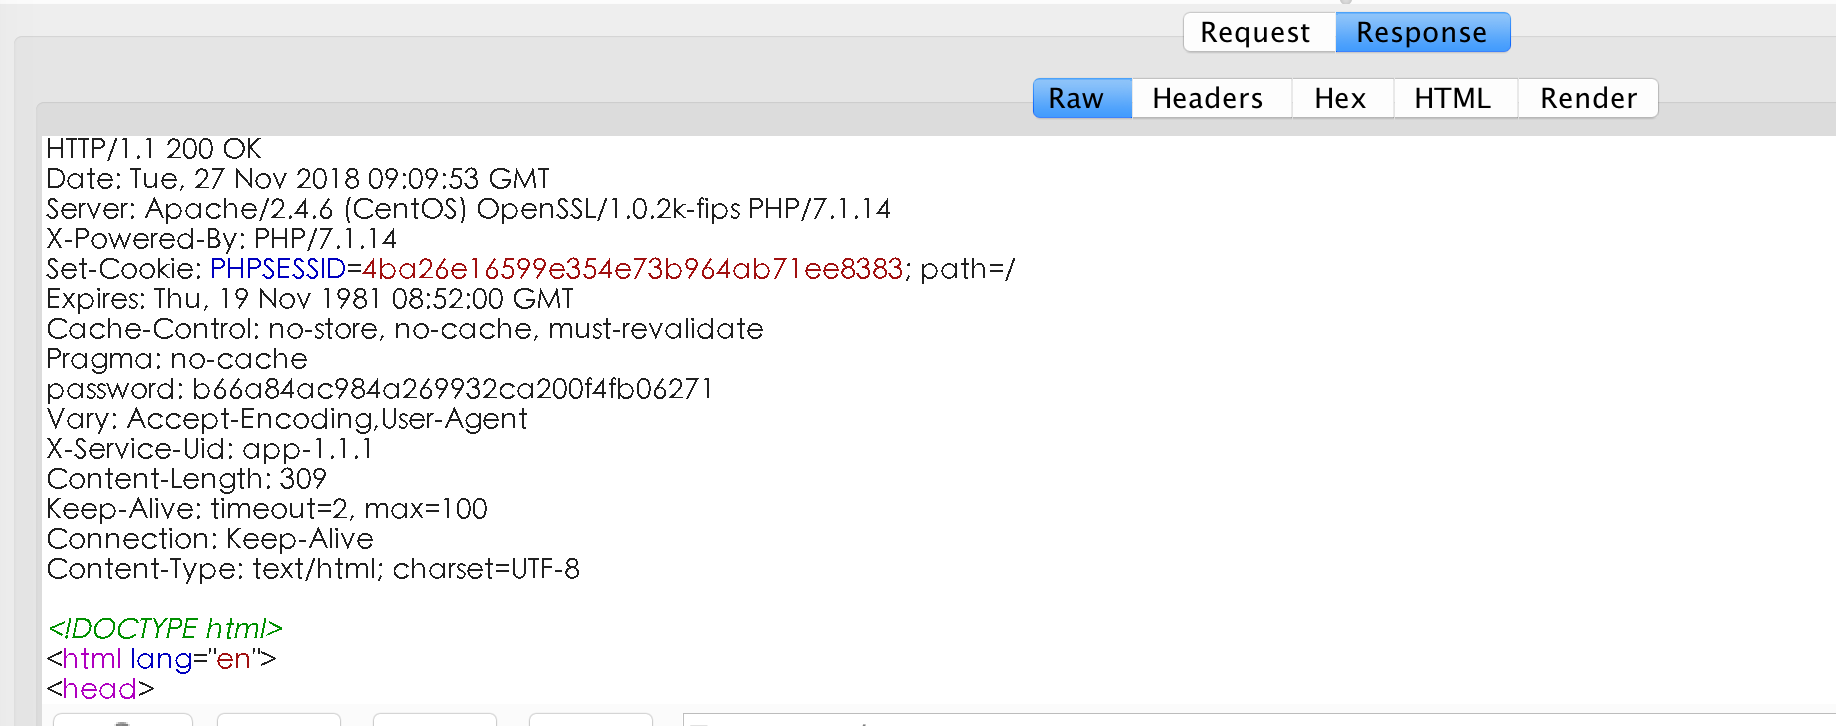 Request Response
Raw Headers Hex HTML Render
HTTP/1.1 200 OK
Date: Tue, 27 Nov 2018 09:09:53 GMT
Server: Apache/2.4.6 (CentOS) OpenSSL/1.0.2k-fips PHP/7.1.14
X-Powered-By: PHP/7.1.14
Set-Cookie: PHPSESSID=4ba26e16599e354e73b964ab71ee8383; path=/
Expires: Thu, 19 Nov 1981 08:52:00 GMT
Cache-Control: no-store, no-cache, must-revalidate
Pragma: no-cache
password: b66a84ac984a269932ca200f4fb06271
Vary: Accept-Encoding,User-Agent
X-Service-Uid: app-1.1.1
Content-Length: 309
Keep-Alive: timeout=2, max=100
Connection: Keep-Alive
Content-Type: text/html; charset=UTF-8
<!DOCTYPE html>
<html lang="en">
<head>